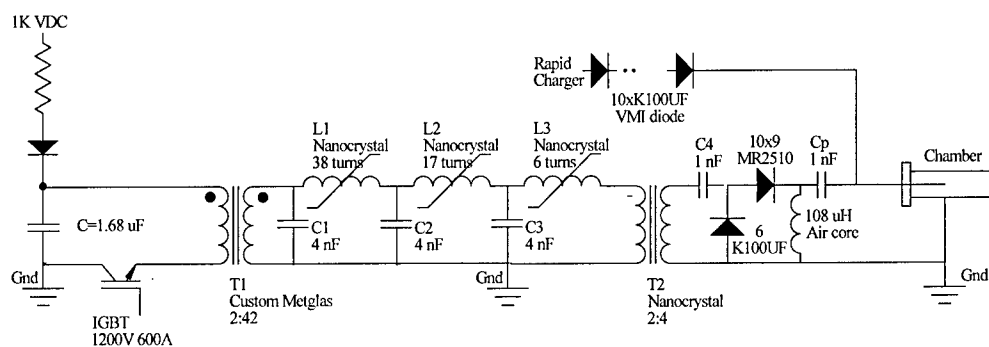 1K VDC
C=1.68 uF
Gnd
IGBT
1200V 600A
T1
Custom Metglas
2:42
L1
Nanocrystal
38 turns
C1
4 nF
L2
Nanocrystal
17 turns
C2
4 nF
L3
Nanocrystal
6 turns
C3
4 nF
Gnd
T2
Nanocrystal
2:4
Rapid
Charger
10xK100UF
VMI diode
C4
1 nF
10x9
MR2510
Cp
1 nF
6
K100UF
108 uH
Air core
Chamber
Gnd